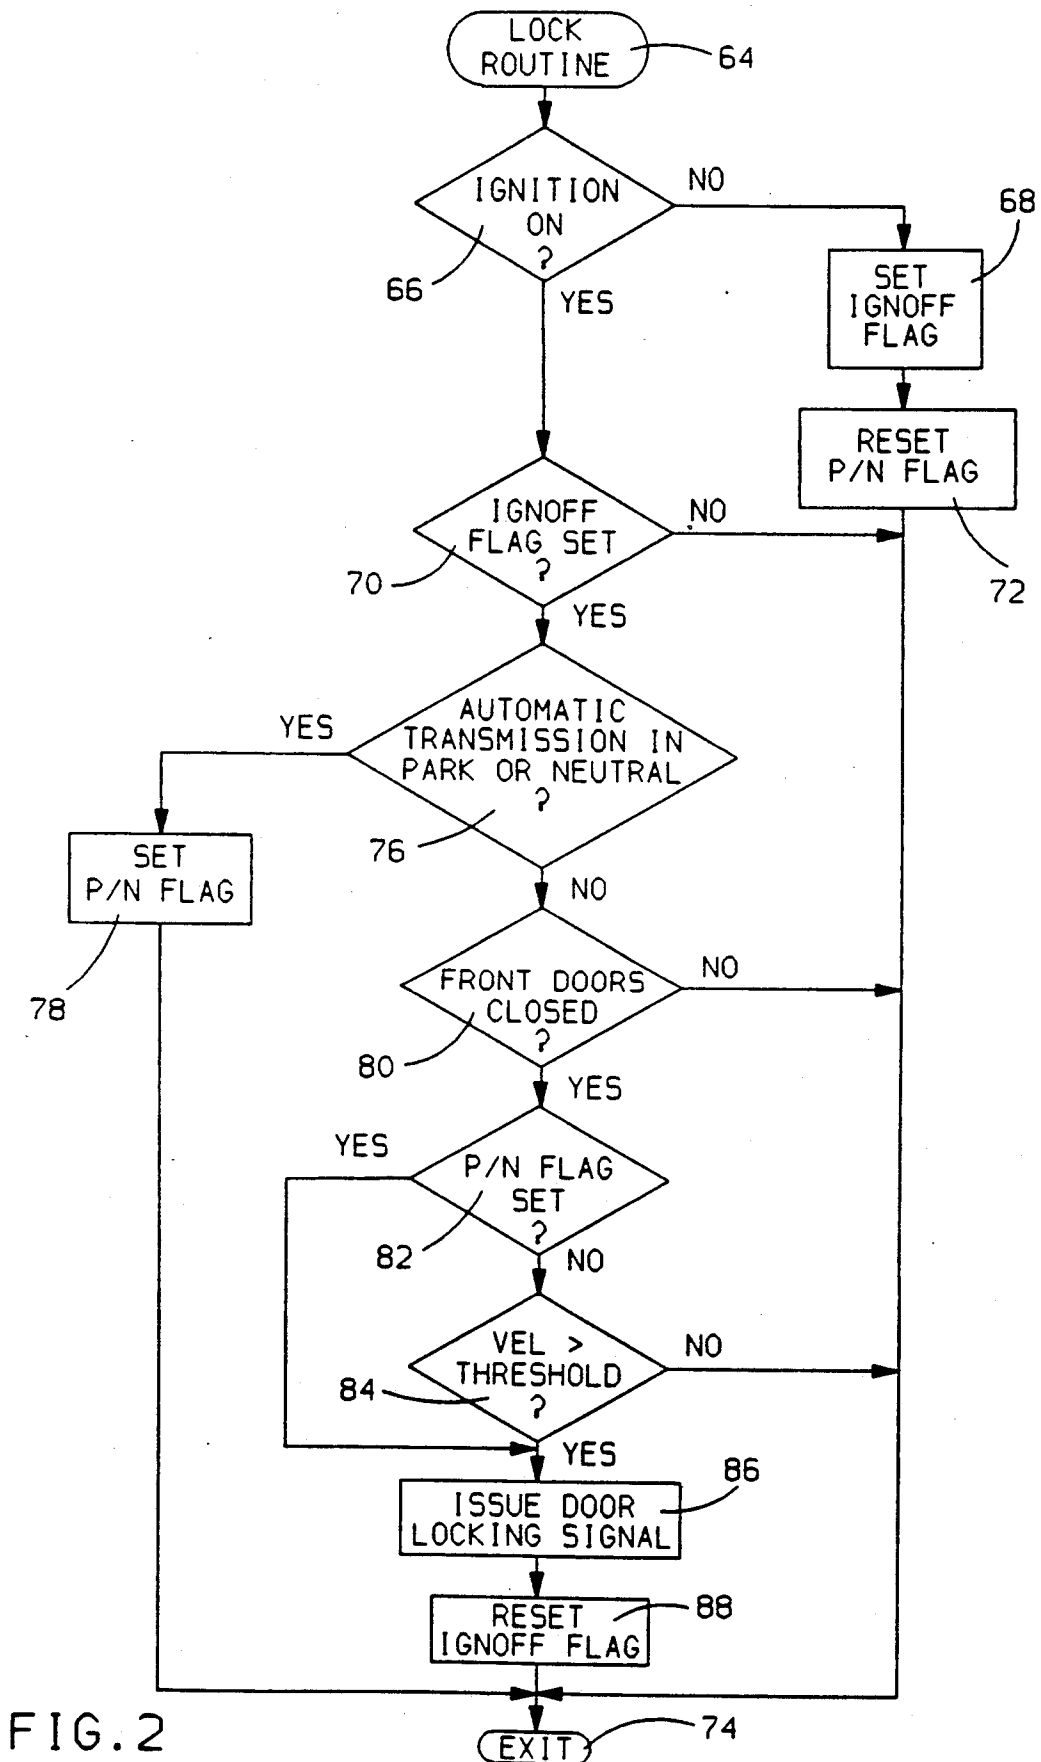 LOCK
ROUTINE
64
IGNITION
ON
?
NO
66
YES
68
SET
IGNOFF
FLAG
RESET
P/N FLAG
72
IGNOFF
FLAG SET
?
NO
70
YES
AUTOMATIC
TRANSMISSION IN
PARK OR NEUTRAL
?
YES
76
NO
SET
P/N FLAG
78
FRONT DOORS
CLOSED
?
NO
80
YES
P/N FLAG
SET
?
YES
82
NO
VEL >
THRESHOLD
?
NO
84
YES
86
ISSUE DOOR
LOCKING SIGNAL
88
RESET
IGNOFF FLAG
74
EXIT
FIG.2